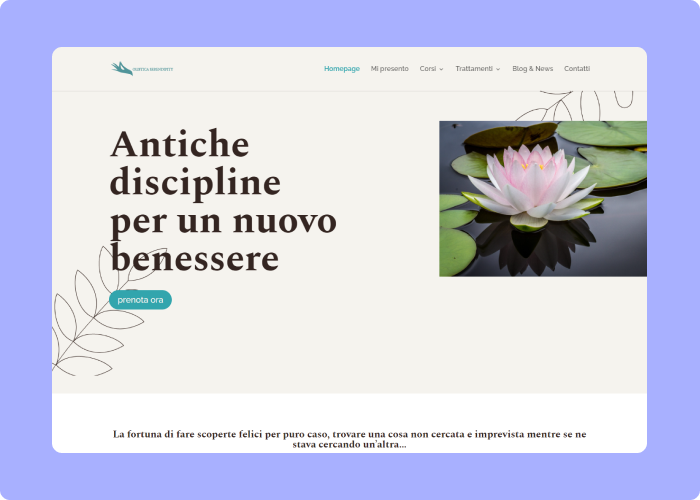 Homepage Mi presento Corsi Trattamenti Blog & News Contatti
Antiche
discipline
per un nuovo
benessere
prenota ora
La fortuna di fare scoperte felici per puro caso, trovare una cosa non cercata e imprevista mentre se ne
stava cercando un'altra...